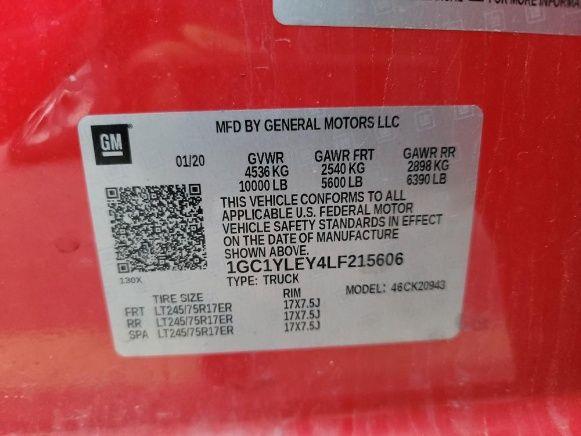 FOR MORE INFORMA
GM
MFD BY GENERAL MOTORS LLC
01/20 GVWR GAWR FRT GAWR RR
4536 KG 2540 KG 2898 KG
10000 LB 5600 LB 6390 LB
THIS VEHICLE CONFORMS TO ALL
APPLICABLE U.S. FEDERAL MOTOR
VEHICLE SAFETY STANDARDS IN EFFECT
ON THE DATE OF MANUFACTURE
SHOWN ABOVE.
1GC1YLEY4LF215606
130X
TYPE: TRUCK MODEL: 46CK20943
TIRE SIZE RIM
FRT LT245/75R17ER 17X7.5J
RR LT245/75R17ER 17X7.5J
SPA LT245/75R17ER 17X7.5J